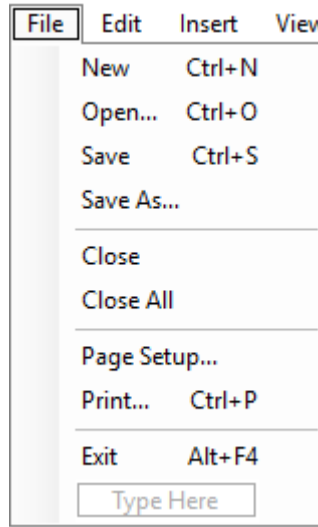 File Edit Insert View
New Ctrl+N
Open... Ctrl+O
Save Ctrl+S
Save As...
Close
Close All
Page Setup...
Print... Ctrl+P
Exit Alt+F4
Type Here